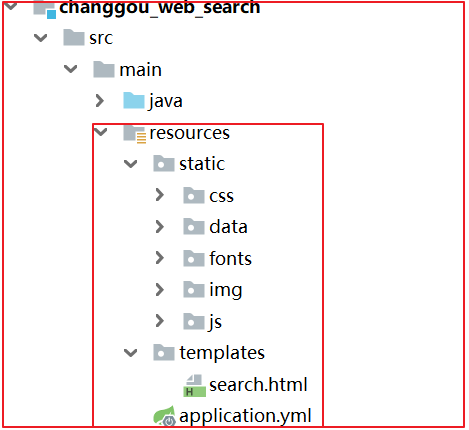 changgou_web_search
src
main
java
resources
static
css
data
fonts
img
js
templates
search.html
application.yml